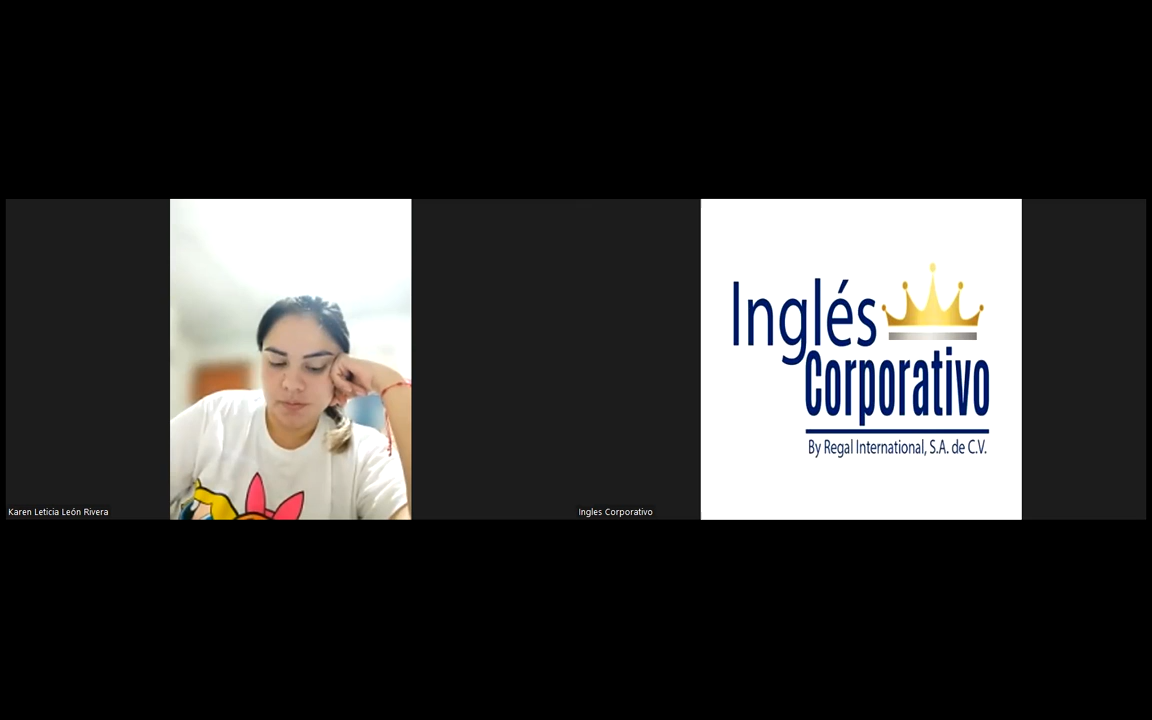 Inglés
Corporativo
By Regal International, S.A. de C.V.
Karen Leticia León Rivera
Ingles Corporativo